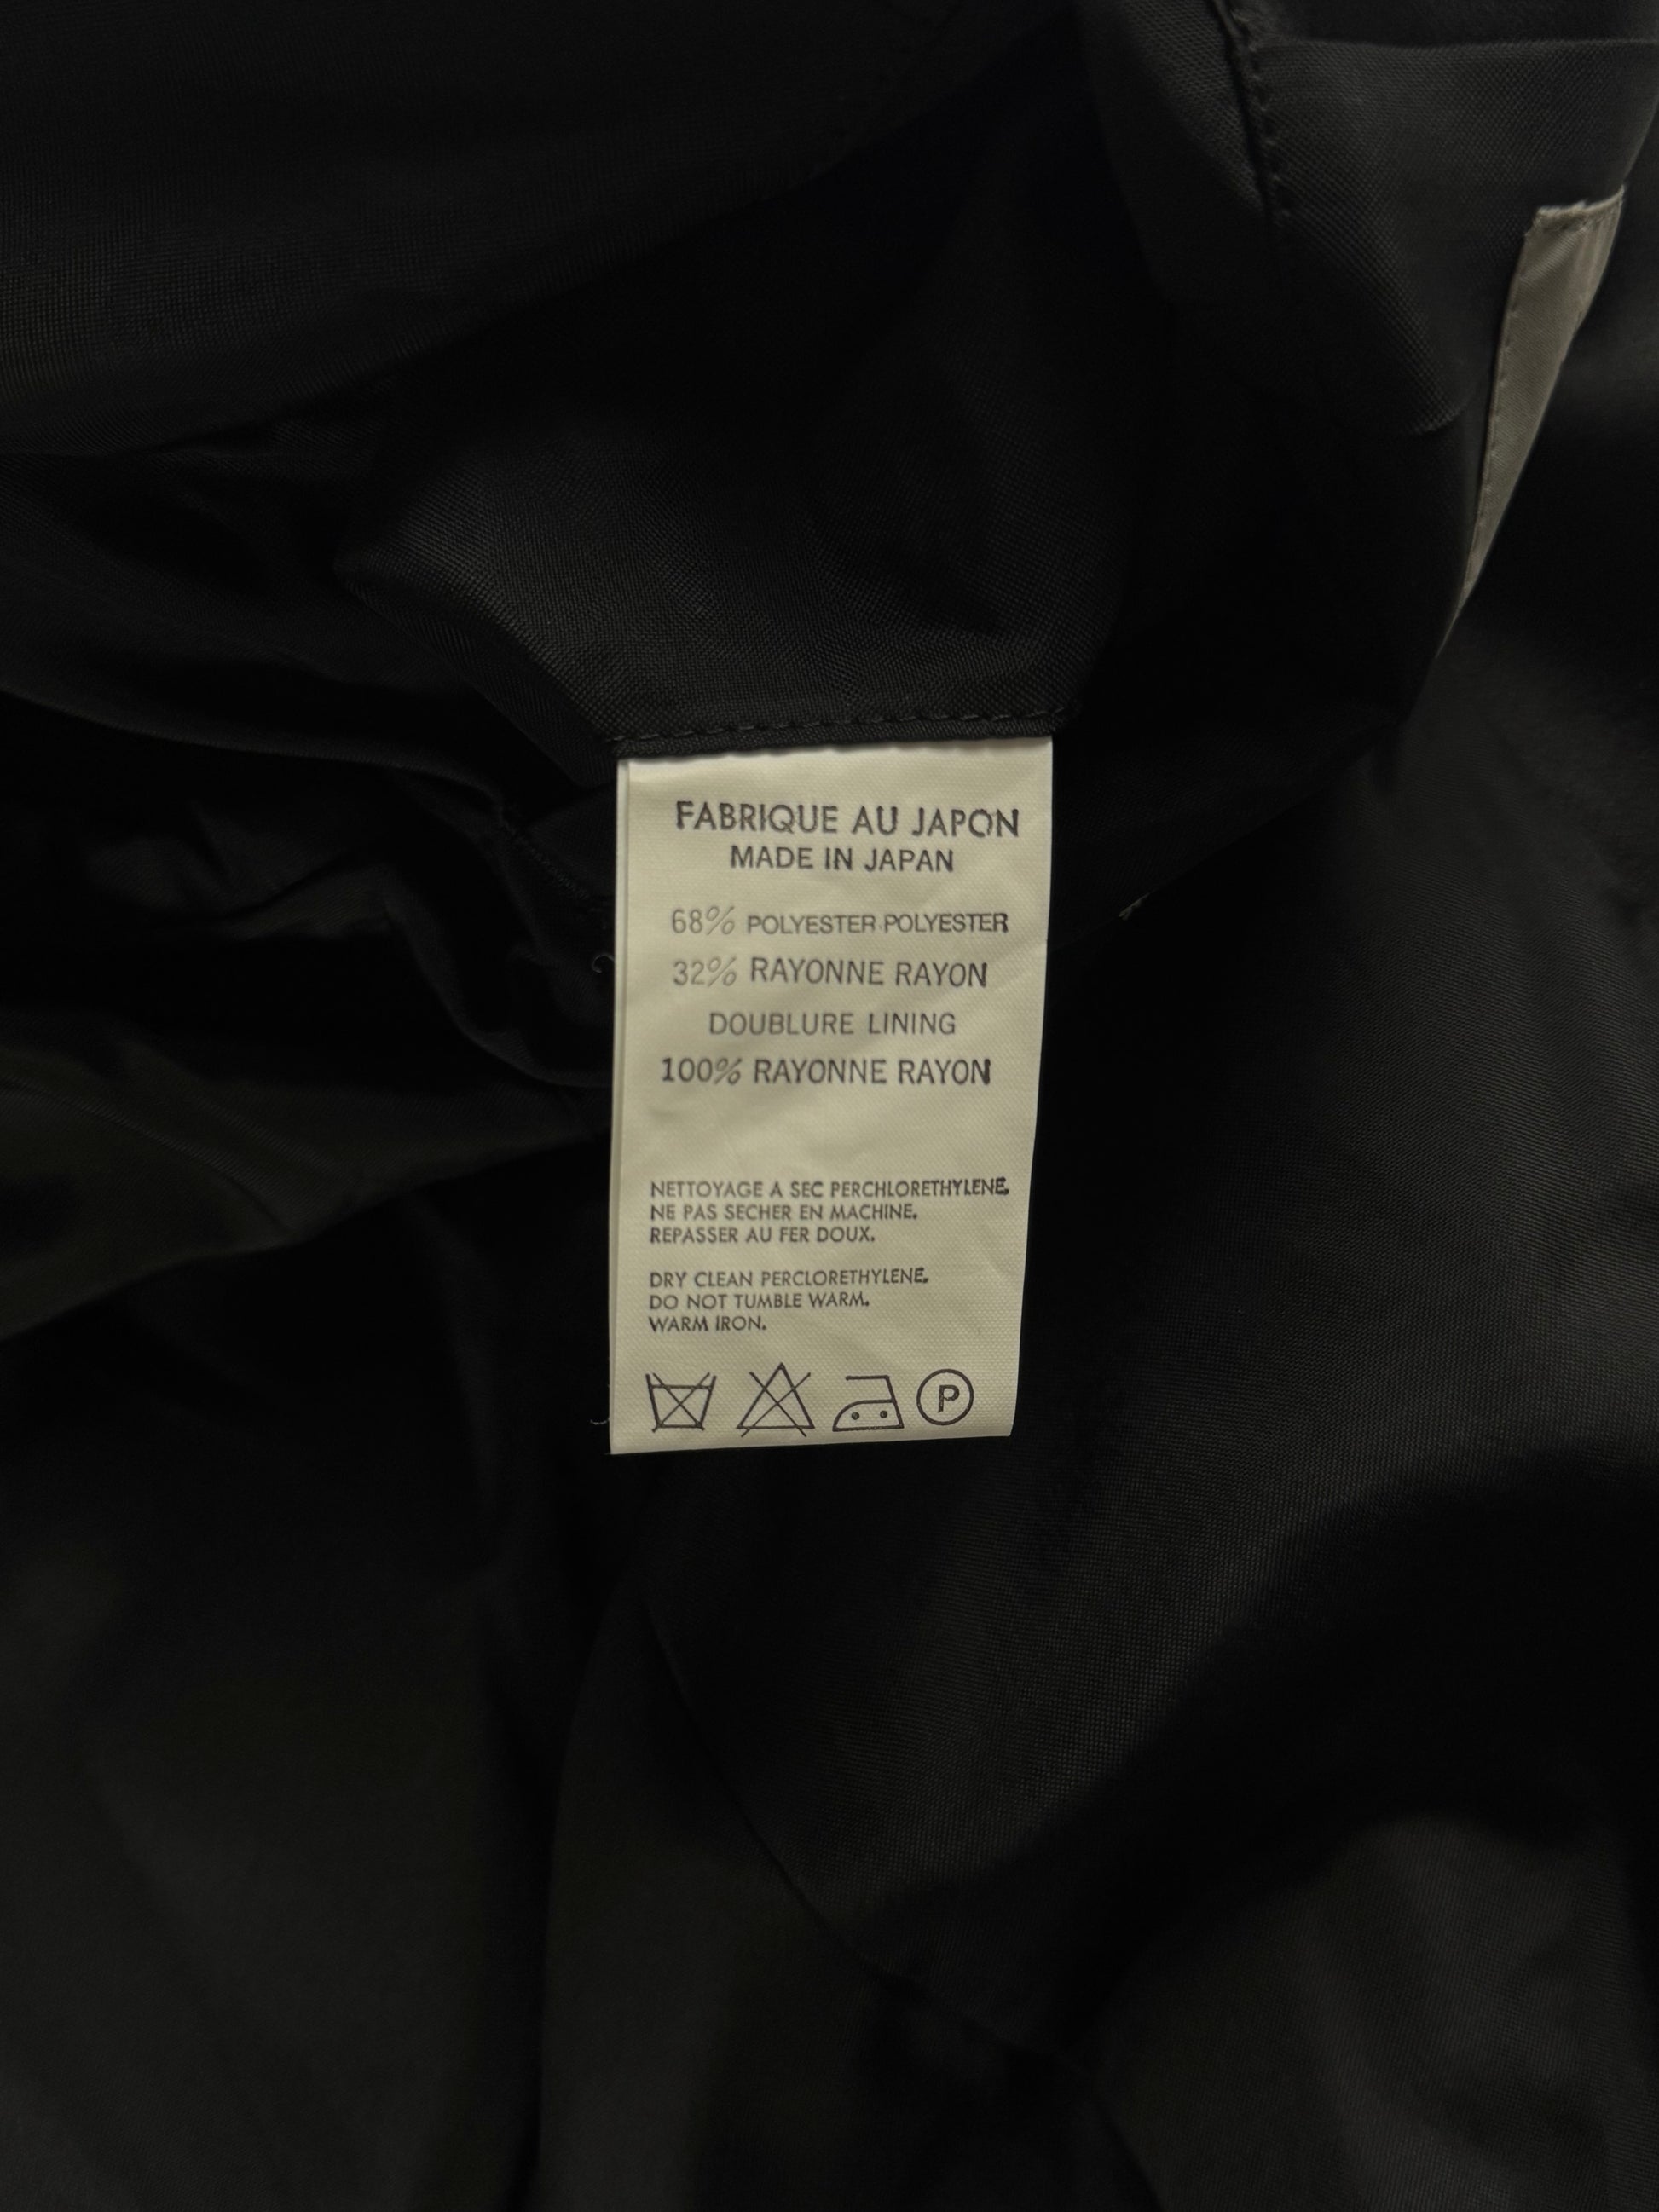 FABRIQUE AU JAPON
MADE IN JAPAN
68% POLYESTER POLYESTER
32% RAYONNE RAYON
DOUBLURE LINING
100% RAYONNE RAYON
NETTOYAGE A SEC PERCHLORETHYLENE.
NE PAS SECHER EN MACHINE.
REPASSER AU FER DOUX.
DRY CLEAN PERCLORETHYLENE.
DO NOT TUMBLE WARM.
WARM IRON.
P